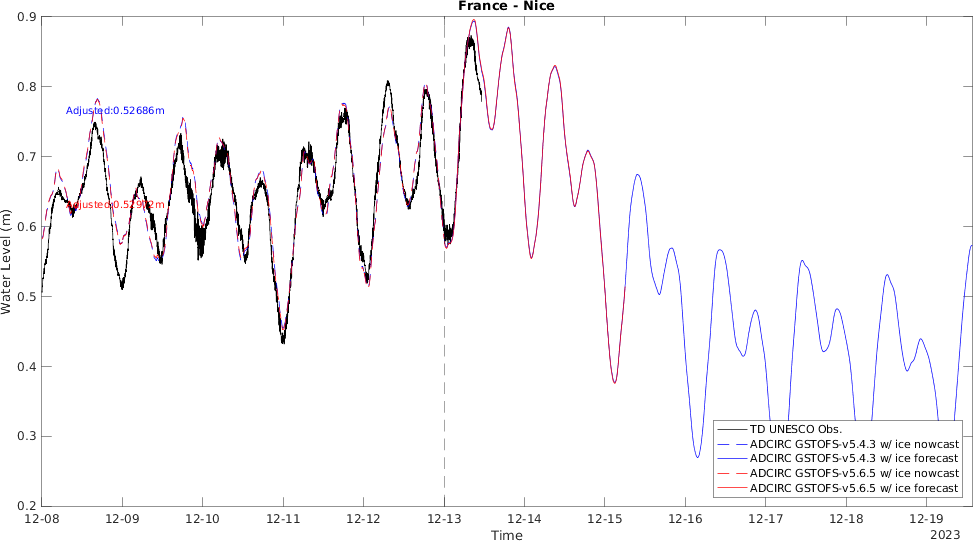 France - Nice
0.9
0.8
0.7
0.6
0.5
0.4
0.3
0.2
Water Level (m)
Adjusted:0.52686m
TD UNESCO Obs.
ADCIRC GSTOFS-v5.4.3 w/ ice nowcast
ADCIRC GSTOFS-v5.4.3 w/ ice forecast
ADCIRC GSTOFS-v5.6.5 w/ ice nowcast
ADCIRC GSTOFS-v5.6.5 w/ ice forecast
12-08 12-09 12-10 12-11 12-12 12-13 12-14 12-15 12-16 12-17 12-18 12-19
Time
2023